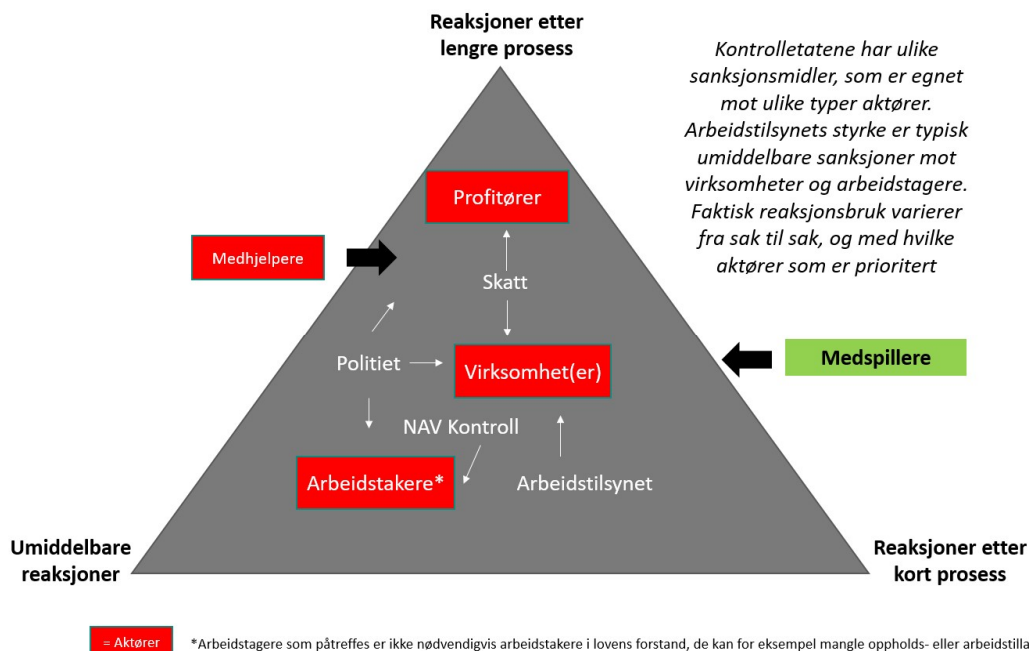 Reaksjoner etter
lengre prosess
Kontrolletatene har ulike
sanksjonsmidler, som er egnet
mot ulike typer aktører.
Arbeidstilsynets styrke er typisk
umiddelbare sanksjoner mot
virksomheter og arbeidstagere.
Faktisk reaksjonsbruk varierer
fra sak til sak, og med hvilke
aktører som er prioritert
Profitører
Medhjelpere
Skatt
Medspillere
Politiet
Virksomhet(er)
NAV Kontroll
Arbeidstakere*
Arbeidstilsynet
Umiddelbare
reaksjoner
Reaksjoner etter
kort prosess
= Aktører
*Arbeidstagere som påtreffes er ikke nødvendigvis arbeidstakere i lovens forstand, de kan for eksempel mangle oppholds- eller arbeidstilla